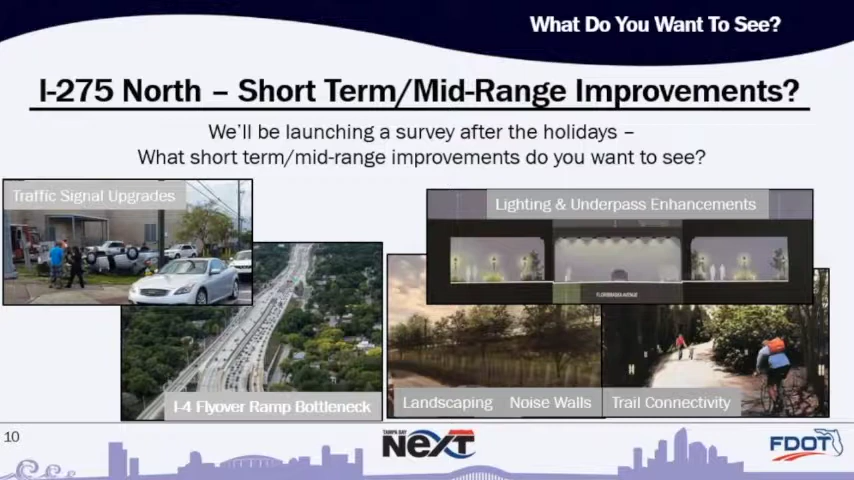 What Do You Want To See?
I-275 North – Short Term/Mid-Range Improvements?
We'll be launching a survey after the holidays –
What short term/mid-range improvements do you want to see?
Traffic Signal Upgrades
Lighting & Underpass Enhancements
FLORIBRASKA AVENUE
I-4 Flyover Ramp Bottleneck
Landscaping
Noise Walls
Trail Connectivity
10
TAMPA BAY
NEXT
FDOT